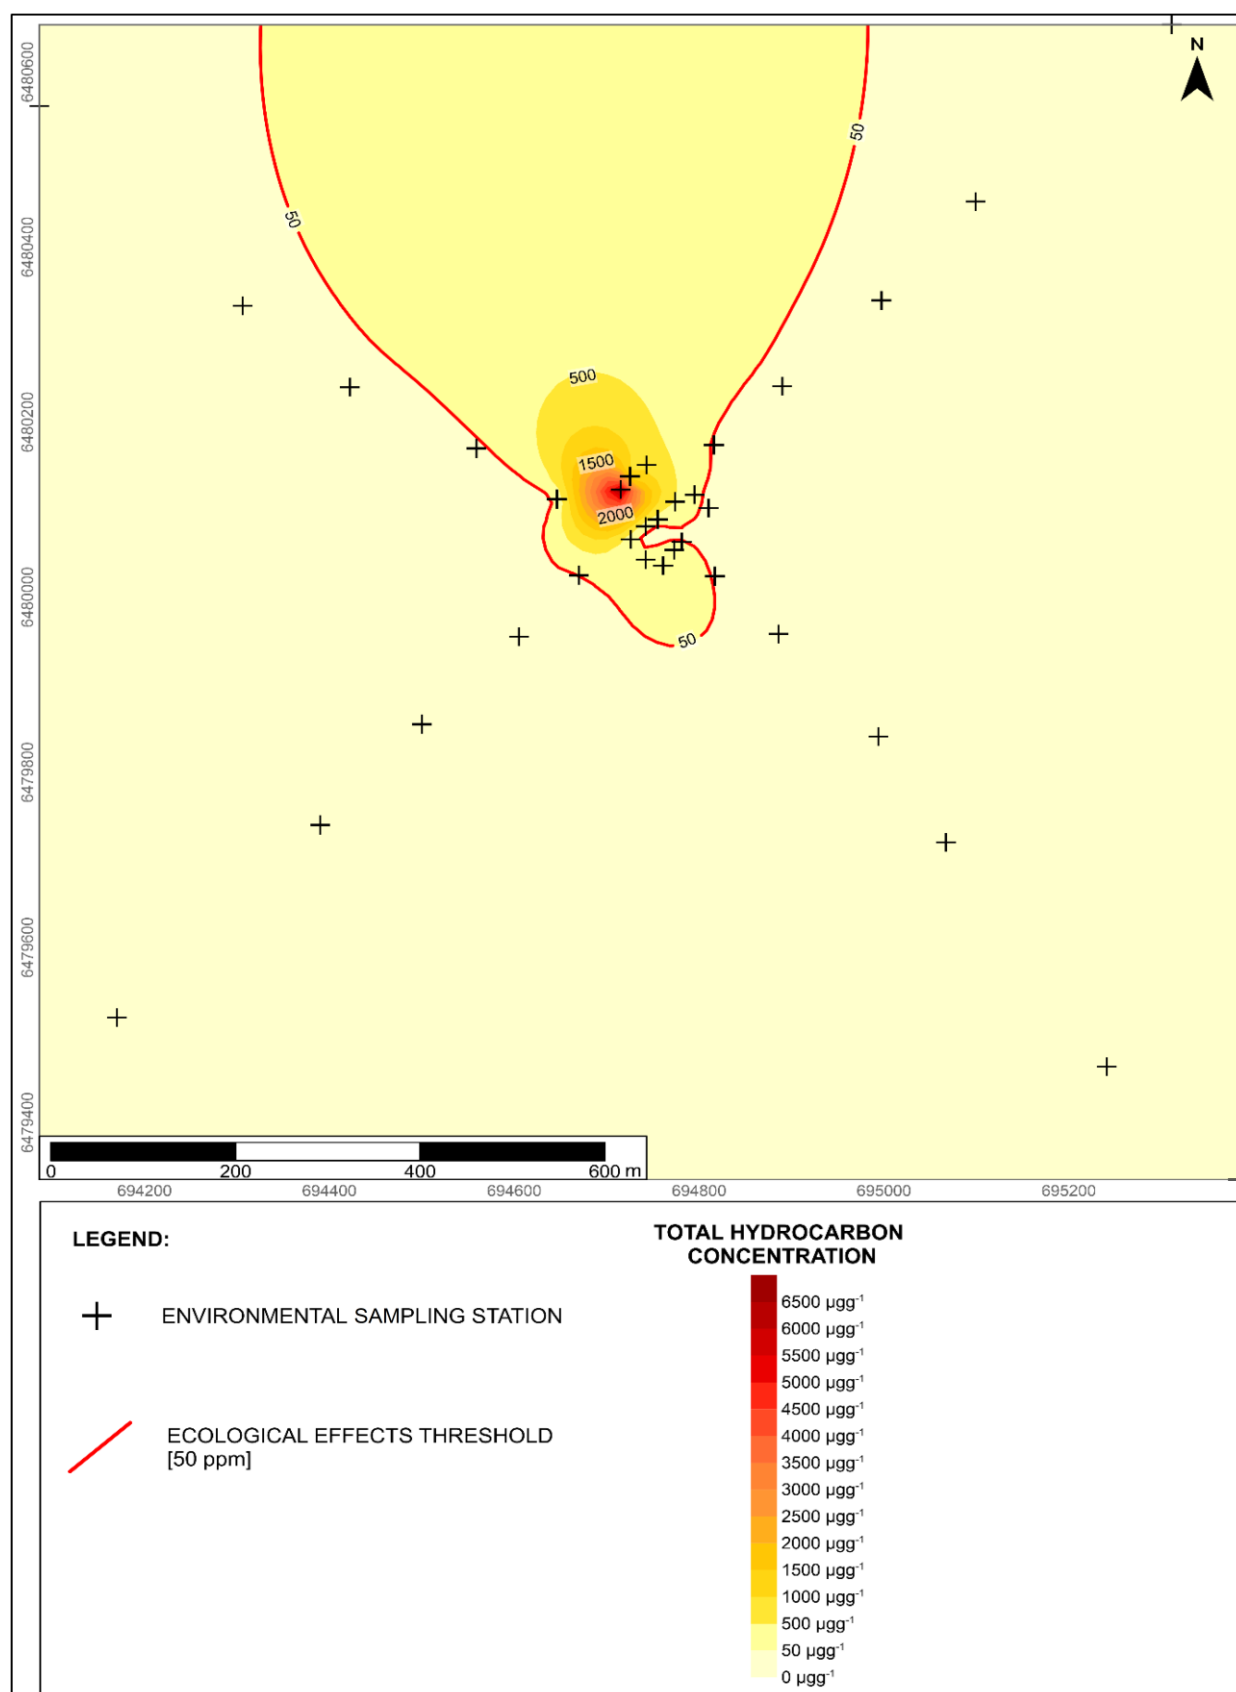 N
6480600
6480400
6480200
6480000
6479800
6479600
6479400
50
50
500
1500
2000
50
0 200 400 600 m
694200 694400 694600 694800 695000 695200
LEGEND:
ENVIRONMENTAL SAMPLING STATION
ECOLOGICAL EFFECTS THRESHOLD
[50 ppm]
TOTAL HYDROCARBON
CONCENTRATION
6500 µgg⁻¹
6000 µgg⁻¹
5500 µgg⁻¹
5000 µgg⁻¹
4500 µgg⁻¹
4000 µgg⁻¹
3500 µgg⁻¹
3000 µgg⁻¹
2500 µgg⁻¹
2000 µgg⁻¹
1500 µgg⁻¹
1000 µgg⁻¹
500 µgg⁻¹
50 µgg⁻¹
0 µgg⁻¹